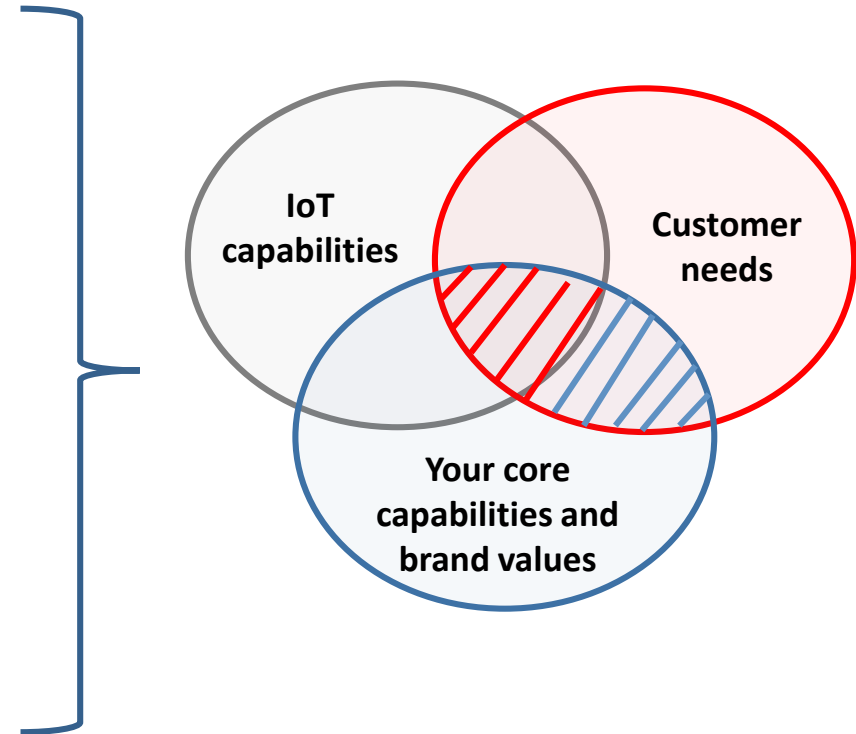 IoT
capabilities
Customer
needs
Your core
capabilities and
brand values